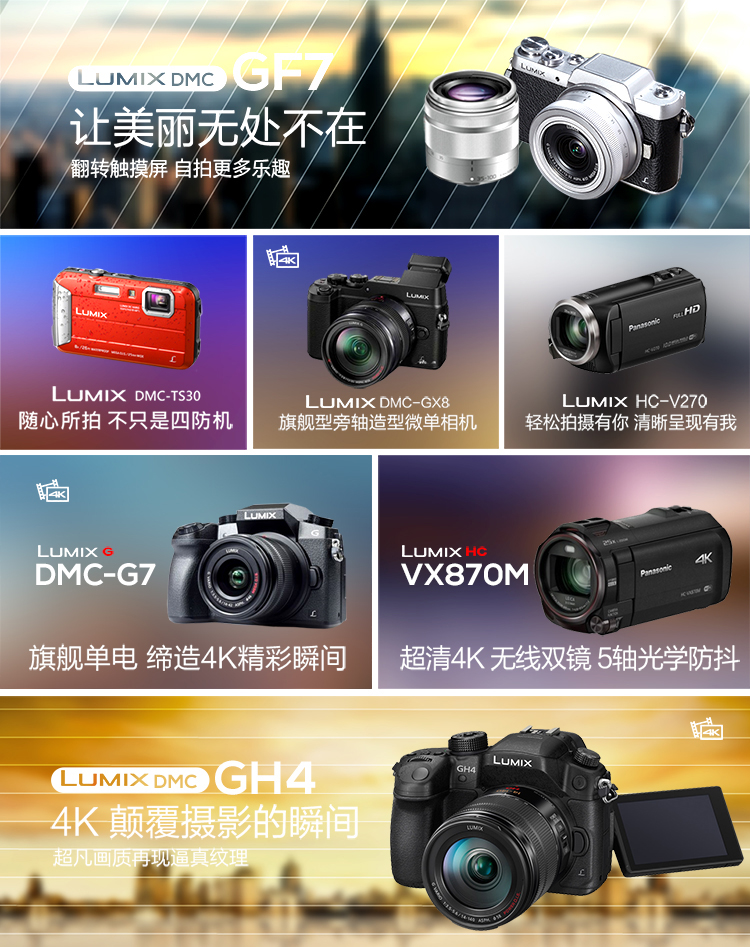 LUMIX DMC GF7
让美丽无处不在
翻转触摸屏 自拍更多乐趣
LUMIX
35-100
LUMIX
LUMIX DMC-TS30
随心所拍 不只是四防机
4K
LUMIX
LUMIX DMC-GX8
旗舰型旁轴造型微单相机
Panasonic
FULL HD
LUMIX HC-V270
轻松拍摄有你 清晰呈现有我
4K
LUMIX G
DMC-G7
LUMIX
G
LUMIX
旗舰单电 缔造4K精彩瞬间
LUMIX HC
VX870M
25x
Panasonic
4K
超清4K 无线双镜 5轴光学防抖
4K
LUMIX DMC GH4
4K 颠覆摄影的瞬间
超凡画质再现逼真纹理
GH4
LUMIX
LUMIX